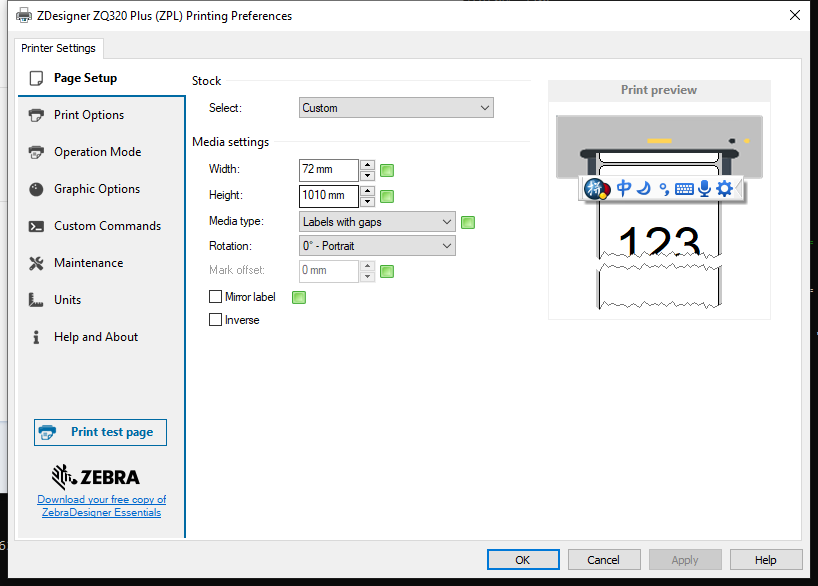 ZDesigner ZQ320 Plus (ZPL) Printing Preferences
Printer Settings
Page Setup
Print Options
Operation Mode
Graphic Options
Custom Commands
Maintenance
Units
Help and About
Print test page
ZEBRA
Download your free copy of
ZebraDesigner Essentials
Stock
Select: Custom
Media settings
Width: 72 mm
Height: 1010 mm
Media type: Labels with gaps
Rotation: 0° - Portrait
Mark offset: 0 mm
Mirror label
Inverse
Print preview
拼 中
123
OK Cancel Apply Help